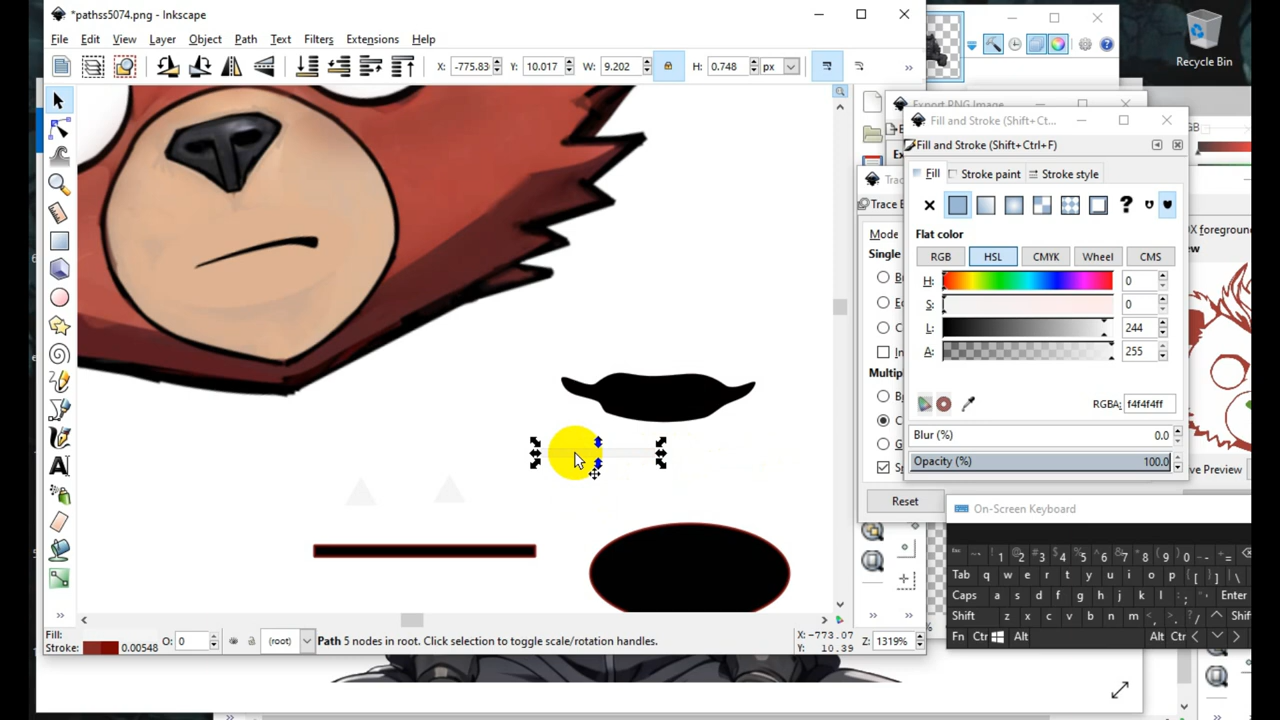 *pathss5074.png - Inkscape
File Edit View Layer Object Path Text Filters Extensions Help
X: -775.83 Y: 10.017 W: 9.202 H: 0.748 px
Recycle Bin
Export PNG Image
Fill and Stroke (Shift+Ct...
Fill and Stroke (Shift+Ctrl+F)
Fill Stroke paint Stroke style
Flat color
RGB HSL CMYK Wheel CMS
H: 0
S: 0
L: 244
A: 255
RGBA: f4f4f4ff
Blur (%) 0.0
Opacity (%) 100.0
Mode
Single
Reset
On-Screen Keyboard
Tab q w e r t y u i o p [ ] \
Caps a s d f g h j k l ; ' Enter
Shift z x c v b n m , . / ^ Shif
Fn Ctr Alt Alt Ctr
Fill:
Stroke: 0.00548
O: 0
(root)
Path 5 nodes in root. Click selection to toggle scale/rotation handles.
X: -773.07
Y: 10.39
Z: 1319%